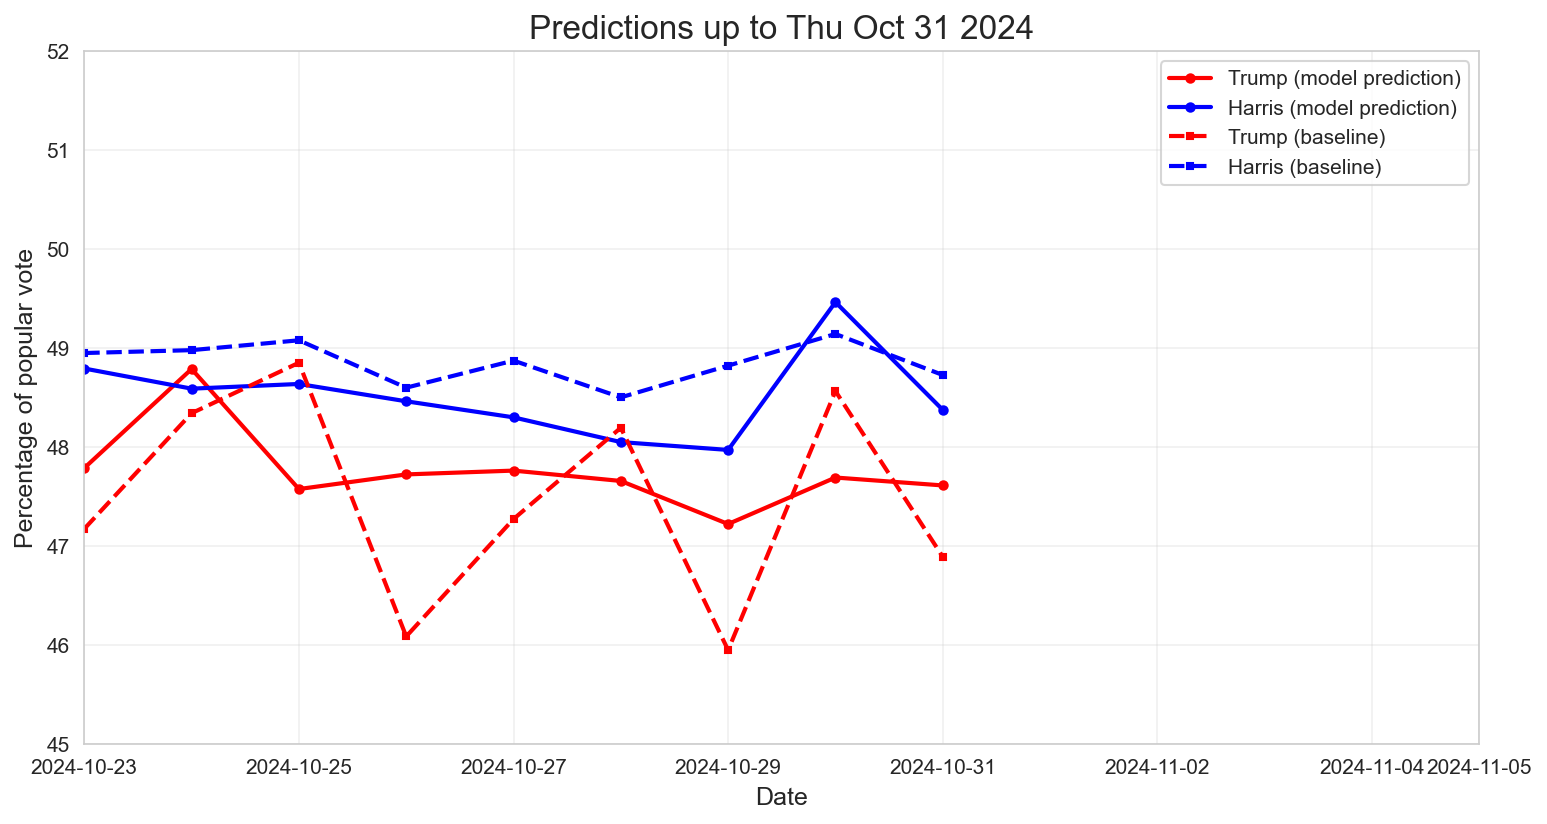 Predictions up to Thu Oct 31 2024
52
51
50
49
48
47
46
45
Percentage of popular vote
Trump (model prediction)
Harris (model prediction)
Trump (baseline)
Harris (baseline)
2024-10-23 2024-10-25 2024-10-27 2024-10-29 2024-10-31 2024-11-02 2024-11-04 2024-11-05
Date